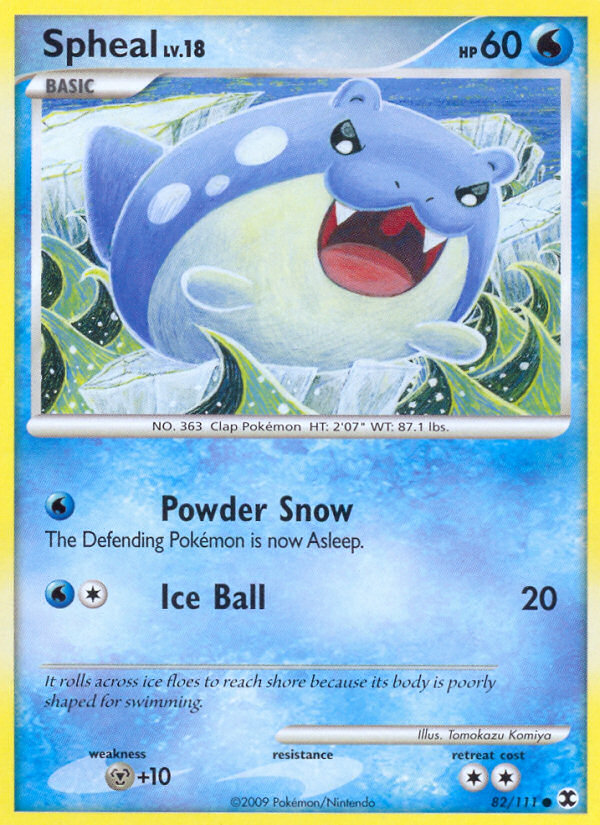 Spheal LV.18
HP 60
BASIC
NO. 363 Clap Pokémon HT: 2'07" WT: 87.1 lbs.
Powder Snow
The Defending Pokémon is now Asleep.
Ice Ball 20
It rolls across ice floes to reach shore because its body is poorly
shaped for swimming.
Illus. Tomokazu Komiya
weakness resistance retreat cost
+10
©2009 Pokémon/Nintendo 82/111